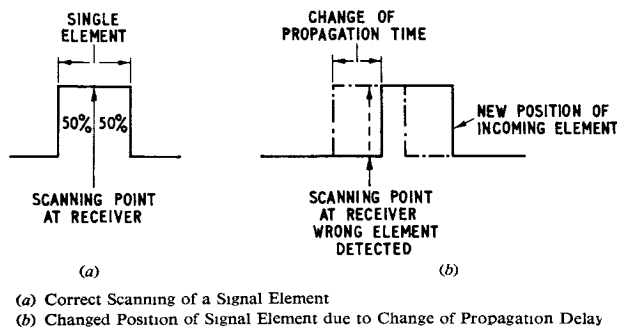 SINGLE
ELEMENT
50% 50%
SCANNING POINT
AT RECEIVER
(a)
CHANGE OF
PROPAGATION TIME
NEW POSITION OF
INCOMING ELEMENT
SCANNING POINT
AT RECEIVER
WRONG ELEMENT
DETECTED
(b)
(a) Correct Scanning of a Signal Element
(b) Changed Position of Signal Element due to Change of Propagation Delay